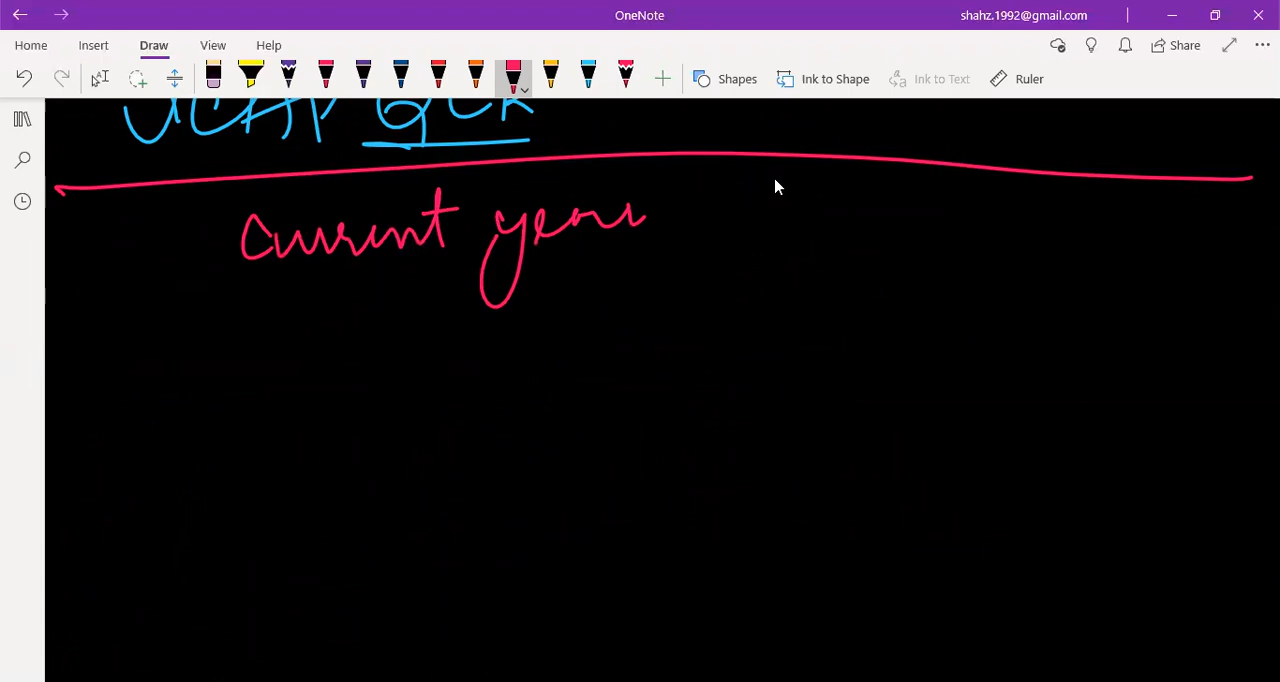 OneNote
shahz.1992@gmail.com
Home Insert Draw View Help Share
Shapes Ink to Shape Ink to Text Ruler
current year